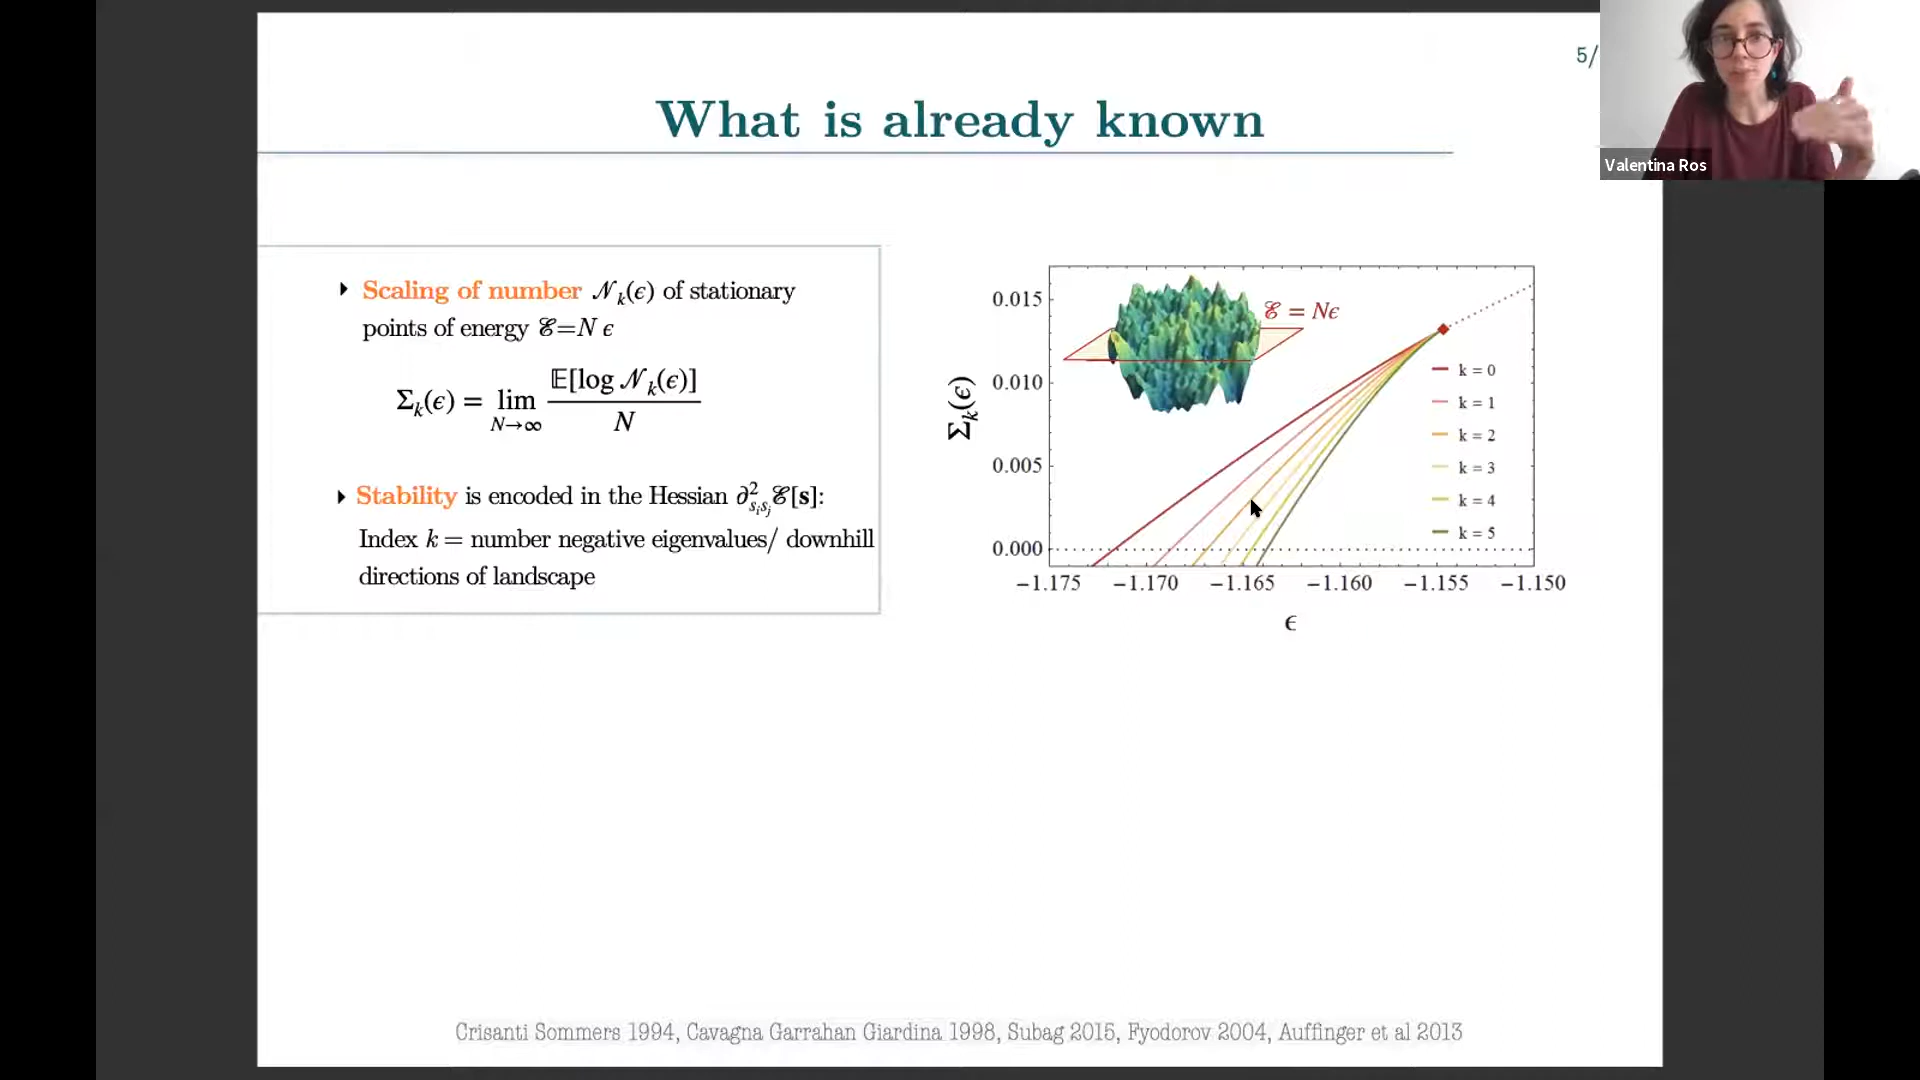 5/
What is already known
Valentina Ros
‣ Scaling of number 𝒩k(ϵ) of stationary
points of energy ℰ=N ϵ
Σk(ϵ) = lim N→∞ 𝔼[log 𝒩k(ϵ)] / N
‣ Stability is encoded in the Hessian ∂²sᵢsⱼ ℰ[s]:
Index k = number negative eigenvalues/ downhill
directions of landscape
ℰ = Nϵ
Σk(ϵ)
0.015
0.010
0.005
0.000
k = 0
k = 1
k = 2
k = 3
k = 4
k = 5
−1.175 −1.170 −1.165 −1.160 −1.155 −1.150
ϵ
Crisanti Sommers 1994, Cavagna Garrahan Giardina 1998, Subag 2015, Fyodorov 2004, Auffinger et al 2013